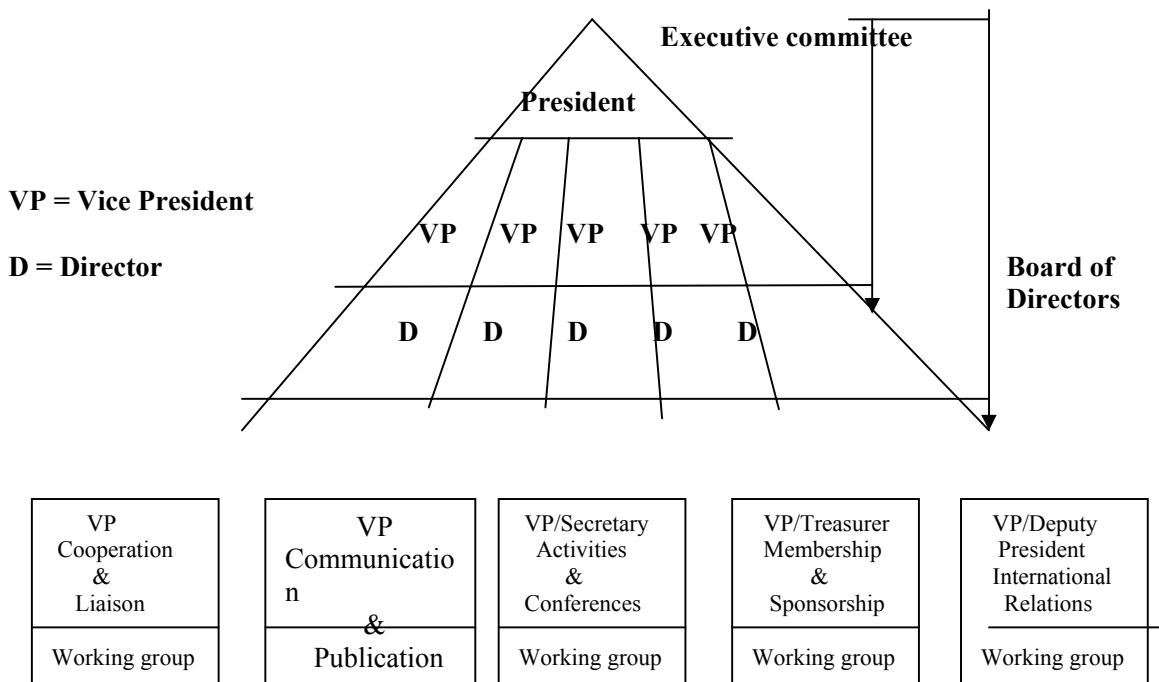 Executive committee
President
VP = Vice President
VP VP VP VP VP
D = Director
Board of
Directors
D D D D D
VP
Cooperation
&
Liaison
Working group
VP
Communicatio
n
&
Publication
VP/Secretary
Activities
&
Conferences
Working group
VP/Treasurer
Membership
&
Sponsorship
Working group
VP/Deputy
President
International
Relations
Working group